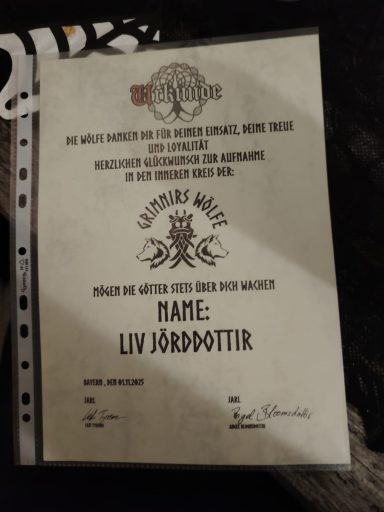 Urkunde
DIE WÖLFE DANKEN DIR FÜR DEINEN EINSATZ, DEINE TREUE
UND LOYALITÄT
HERZLICHEN GLÜCKWUNSCH ZUR AUFNAHME
IN DEN INNEREN KREIS DER:
GRIMNIRS WÖLFE
MÖGEN DIE GÖTTER STETS ÜBER DICH WACHEN
NAME:
LIV JÖRDDOTTIR
BAYERN, DEN 01.11.2025
JARL JARL